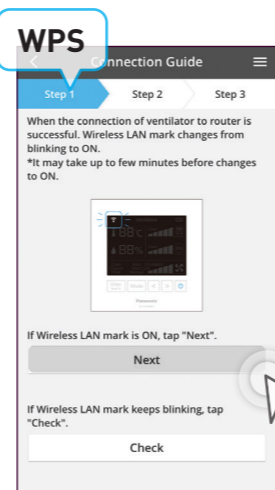 WPS
Connection Guide
Step 1
Step 2
Step 3
When the connection of ventilator to router is
successful. Wireless LAN mark changes from
blinking to ON.
*It may take up to few minutes before changes
to ON.
Mode
Panasonic
If Wireless LAN mark is ON, tap "Next".
Next
If Wireless LAN mark keeps blinking, tap
"Check".
Check